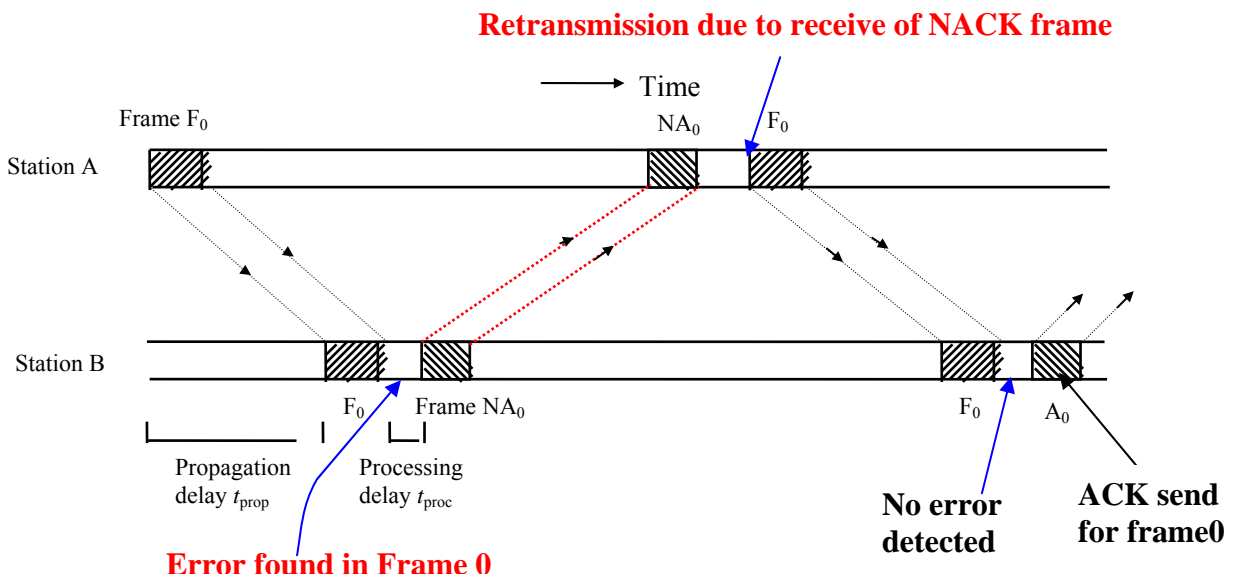 Retransmission due to receive of NACK frame
Time
Frame F₀
NA₀
F₀
Station A
Station B
F₀
Frame NA₀
F₀
A₀
Propagation
delay tprop
Processing
delay tproc
No error
detected
ACK send
for frame0
Error found in Frame 0